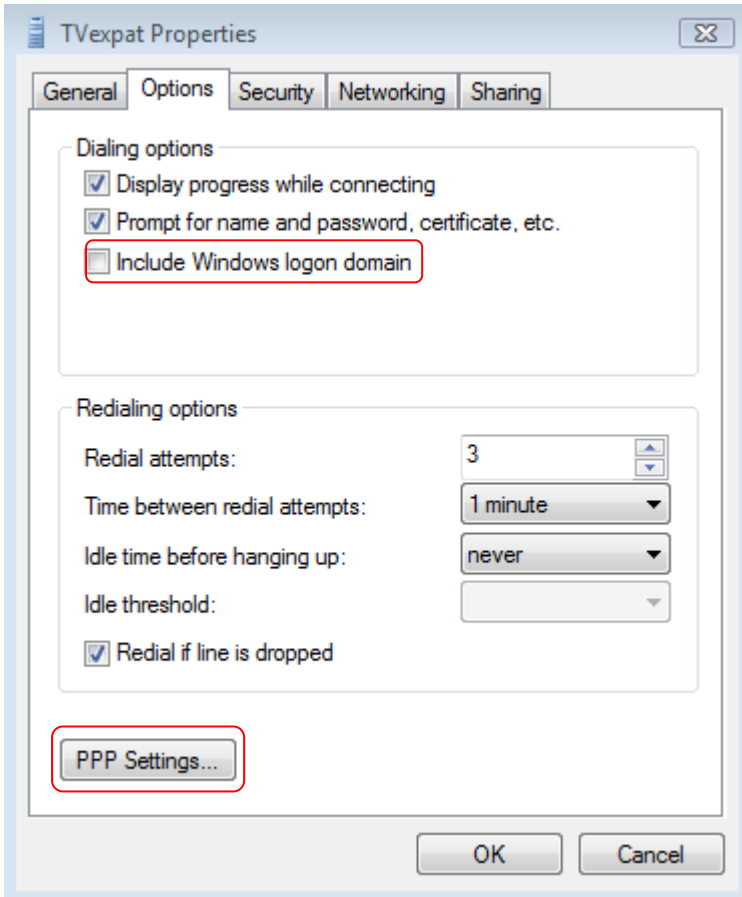 TVexpat Properties
General Options Security Networking Sharing
Dialing options
Display progress while connecting
Prompt for name and password, certificate, etc.
Include Windows logon domain
Redialing options
Redial attempts: 3
Time between redial attempts: 1 minute
Idle time before hanging up: never
Idle threshold:
Redial if line is dropped
PPP Settings...
OK Cancel